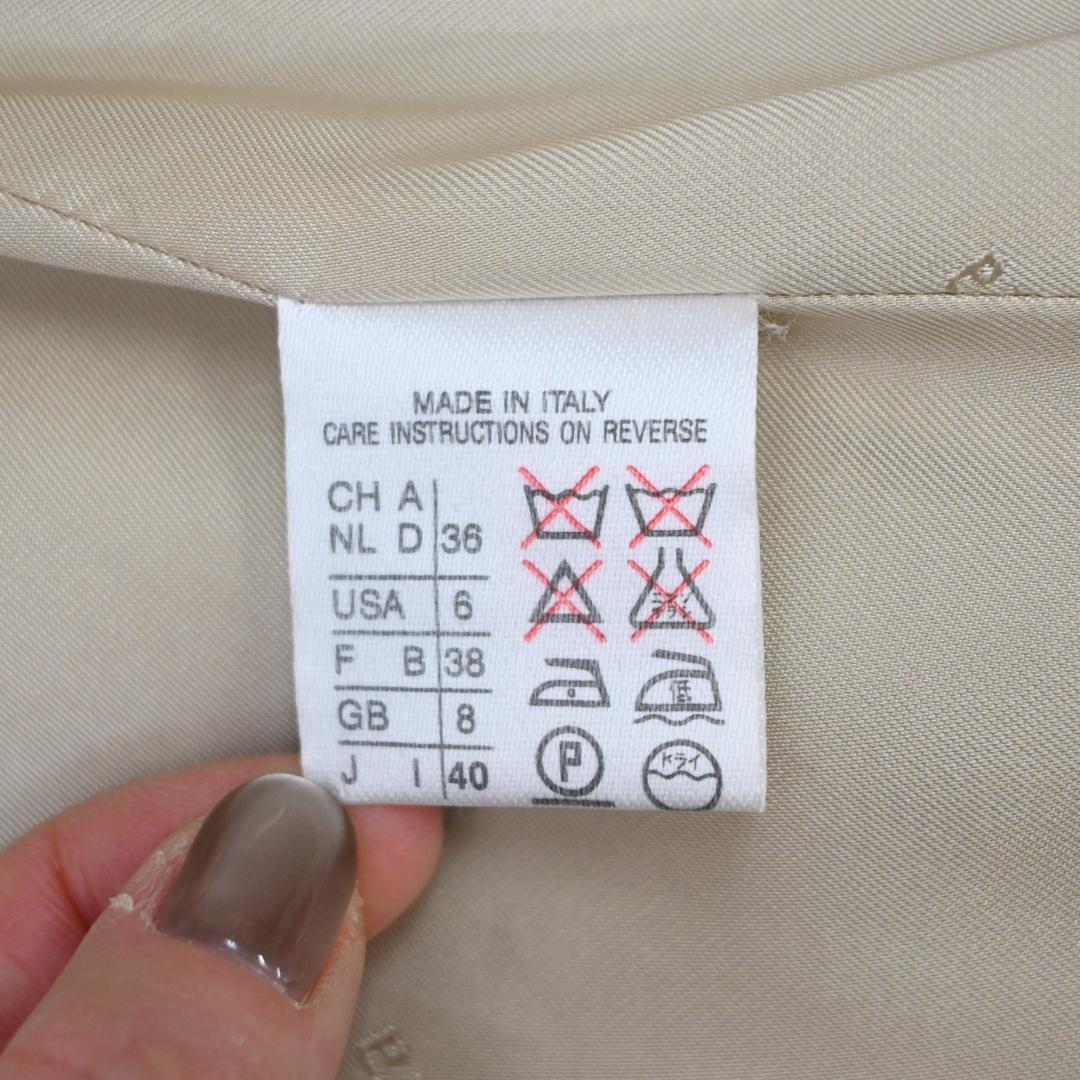 MADE IN ITALY
CARE INSTRUCTIONS ON REVERSE
CH A
NL D 36
USA 6
F B 38
GB 8
J I 40
低
P
ドライ